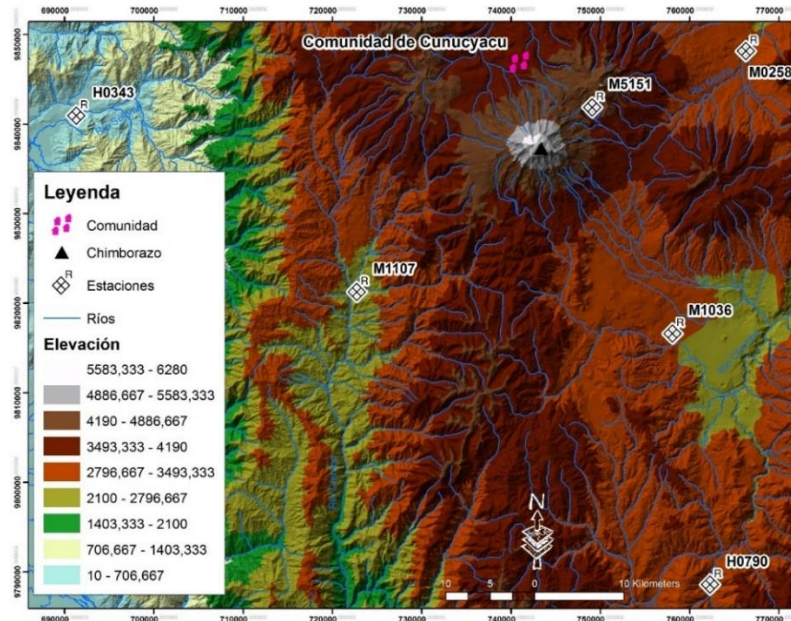 690000 700000 710000 720000 730000 740000 750000 760000 770000
9850000
9840000
9830000
9820000
9810000
9800000
9790000
Comunidad de Cunucyacu
R
M0258
M5151
R
H0343
R
Leyenda
Comunidad
Chimborazo
R
Estaciones
Ríos
Elevación
5583,333 - 6280
4886,667 - 5583,333
4190 - 4886,667
3493,333 - 4190
2796,667 - 3493,333
2100 - 2796,667
1403,333 - 2100
706,667 - 1403,333
10 - 706,667
M1107
R
M1036
R
N
H0790
R
10 5 0 10 Kilometers
690000 700000 710000 720000 730000 740000 750000 760000 770000